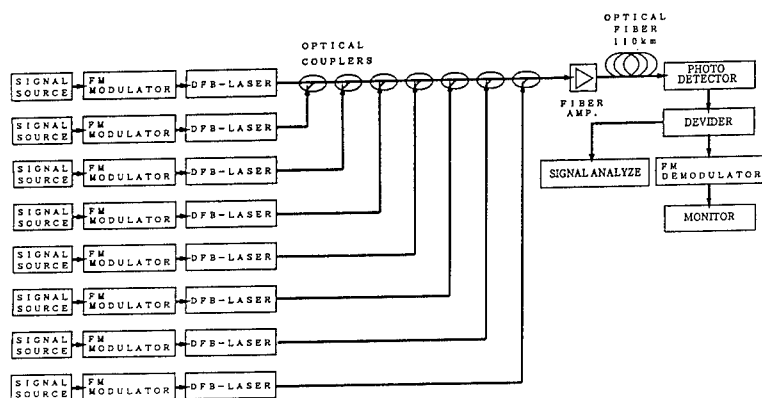 OPTICAL
FIBER
110km
OPTICAL
COUPLERS
SIGNAL
SOURCE
FM
MODULATOR
DFB-LASER
FIBER
AMP.
PHOTO
DETECTOR
SIGNAL
SOURCE
FM
MODULATOR
DFB-LASER
DEVIDER
SIGNAL
SOURCE
FM
MODULATOR
DFB-LASER
SIGNAL ANALYZE
FM
DEMODULATOR
SIGNAL
SOURCE
FM
MODULATOR
DFB-LASER
MONITOR
SIGNAL
SOURCE
FM
MODULATOR
DFB-LASER
SIGNAL
SOURCE
FM
MODULATOR
DFB-LASER
SIGNAL
SOURCE
FM
MODULATOR
DFB-LASER
SIGNAL
SOURCE
FM
MODULATOR
DFB-LASER